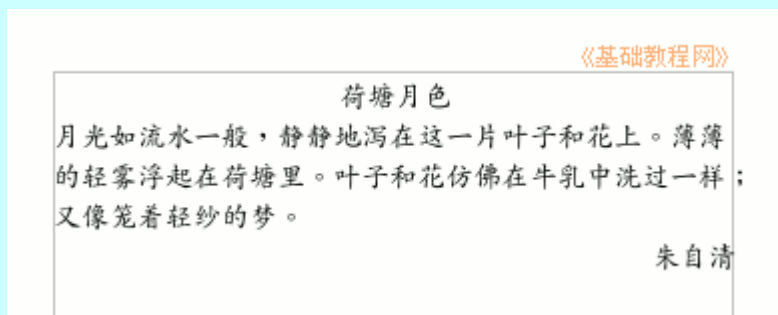 《基础教程网》
荷塘月色
月光如流水一般，静静地泻在这一片叶子和花上。薄薄
的轻雾浮起在荷塘里。叶子和花仿佛在牛乳中洗过一样；
又像笼着轻纱的梦。
朱自清